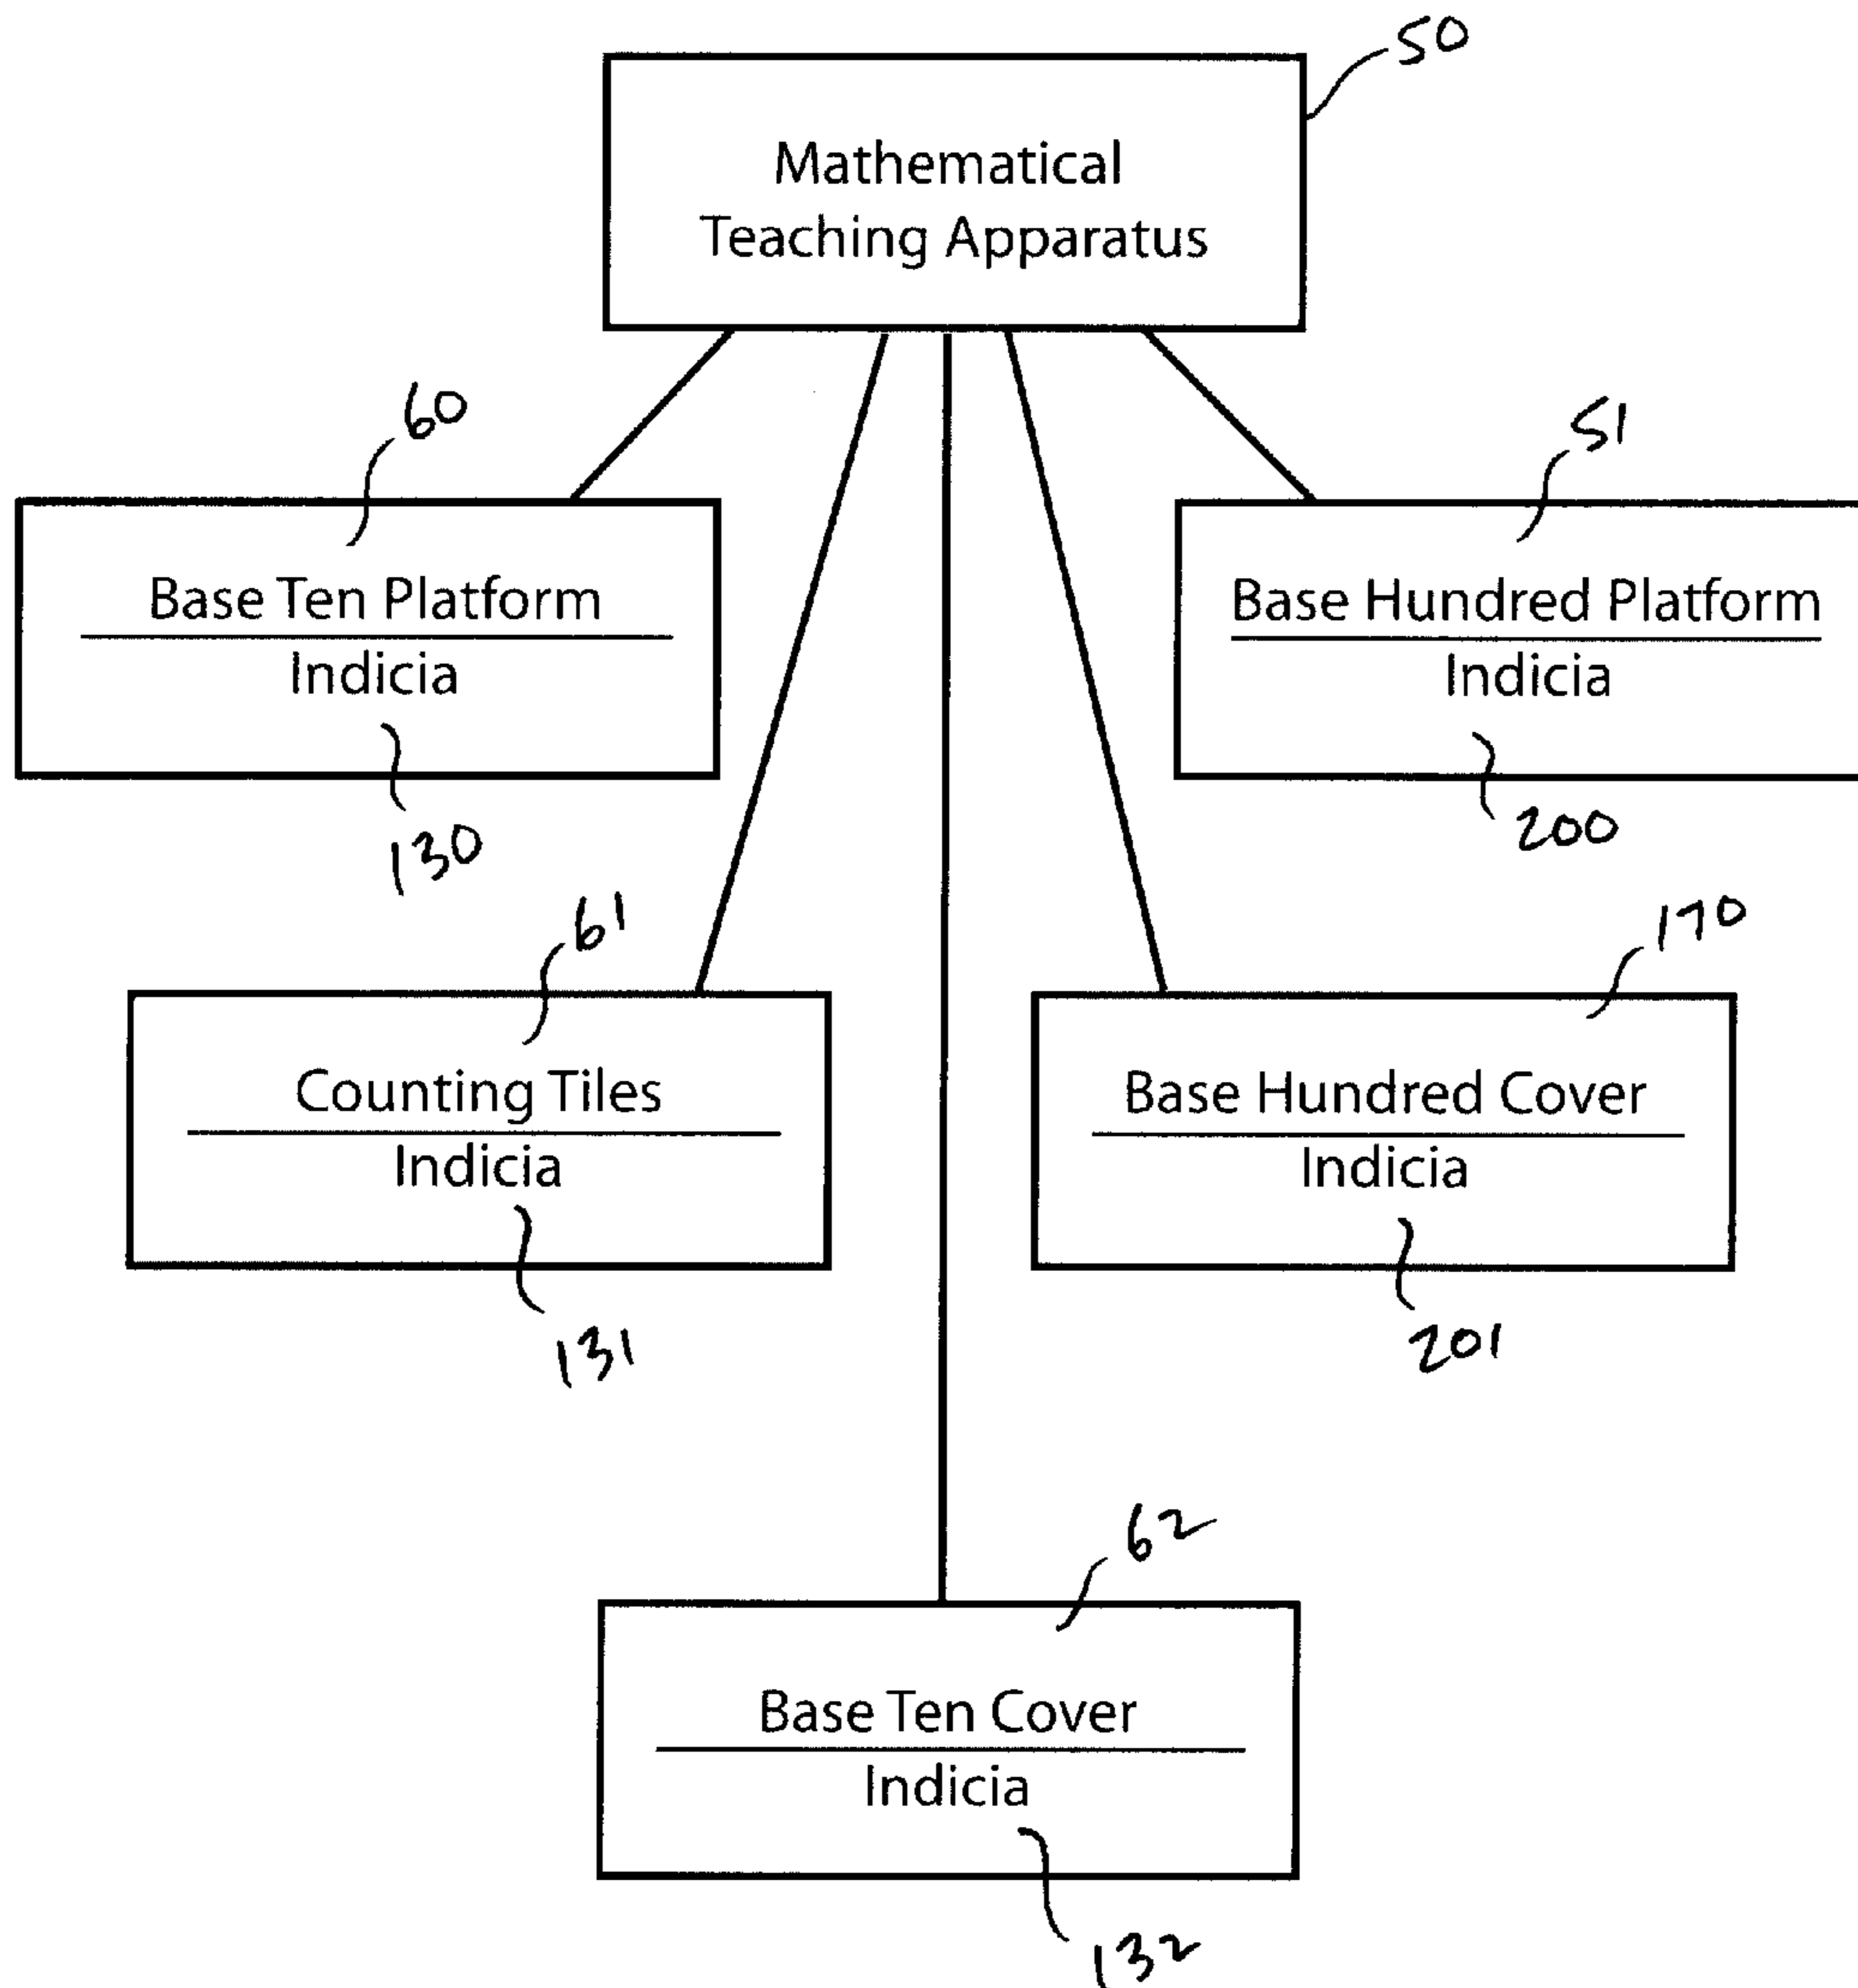 50
Mathematical
Teaching Apparatus
60
51
Base Ten Platform
Indicia
130
Base Hundred Platform
Indicia
200
61
170
Counting Tiles
Indicia
131
Base Hundred Cover
Indicia
201
62
Base Ten Cover
Indicia
132